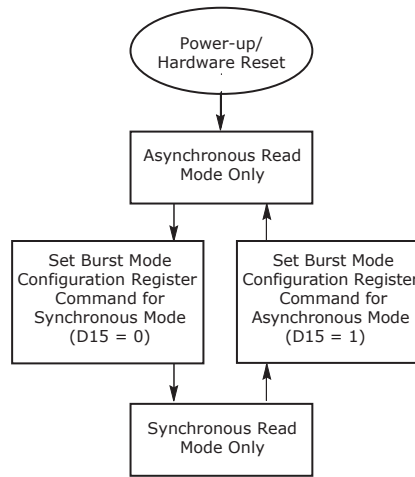 Power-up/
Hardware Reset
Asynchronous Read
Mode Only
Set Burst Mode
Configuration Register
Command for
Synchronous Mode
(D15 = 0)
Set Burst Mode
Configuration Register
Command for
Asynchronous Mode
(D15 = 1)
Synchronous Read
Mode Only